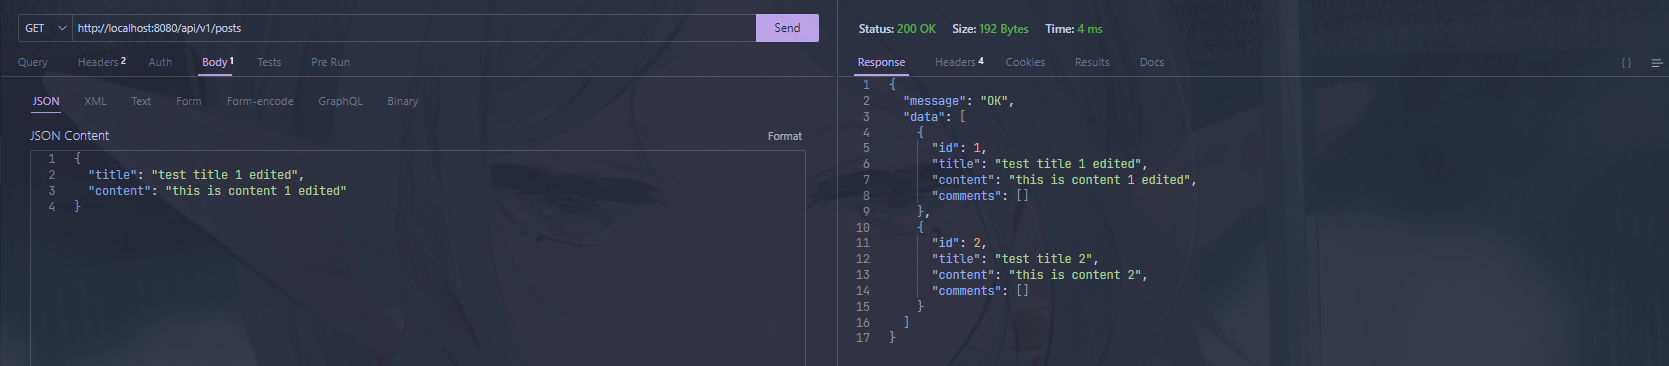 GET http://localhost:8080/api/v1/posts Send
Query Headers 2 Auth Body 1 Tests Pre Run
JSON XML Text Form Form-encode GraphQL Binary
JSON Content Format
1 {
2 "title": "test title 1 edited",
3 "content": "this is content 1 edited"
4 }
Status: 200 OK Size: 192 Bytes Time: 4 ms
Response Headers 4 Cookies Results Docs { }
1 {
2 "message": "OK",
3 "data": [
4 {
5 "id": 1,
6 "title": "test title 1 edited",
7 "content": "this is content 1 edited",
8 "comments": []
9 },
10 {
11 "id": 2,
12 "title": "test title 2",
13 "content": "this is content 2",
14 "comments": []
15 }
16 ]
17 }